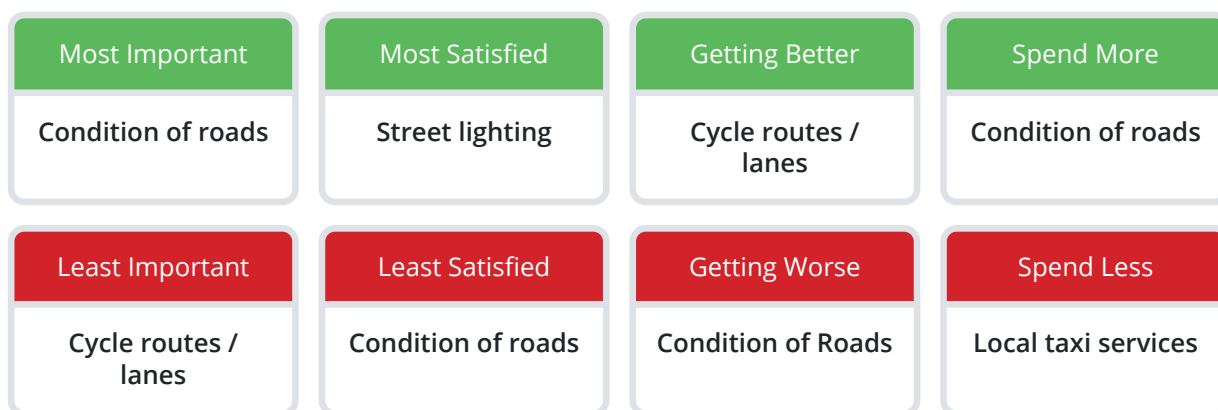 Most Important
Most Satisfied
Getting Better
Spend More
Condition of roads
Street lighting
Cycle routes /
lanes
Condition of roads
Least Important
Least Satisfied
Getting Worse
Spend Less
Cycle routes /
lanes
Condition of roads
Condition of Roads
Local taxi services